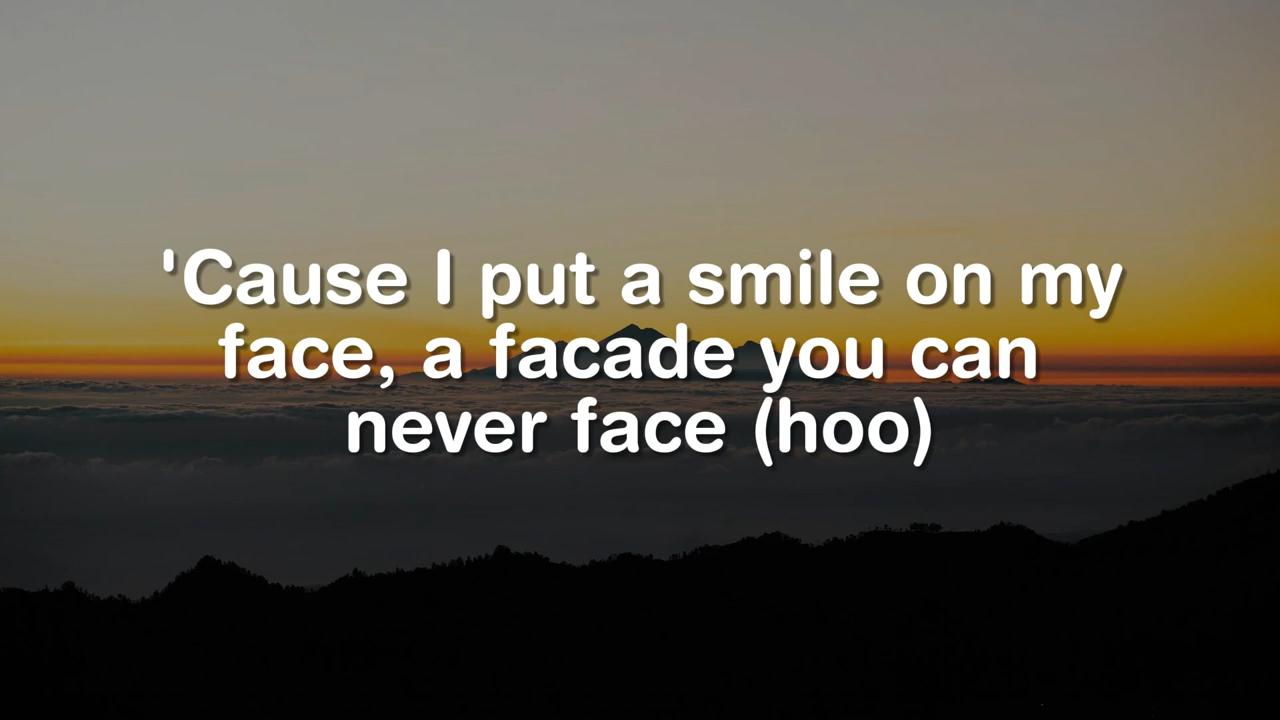 'Cause I put a smile on my
face, a facade you can
never face (hoo)